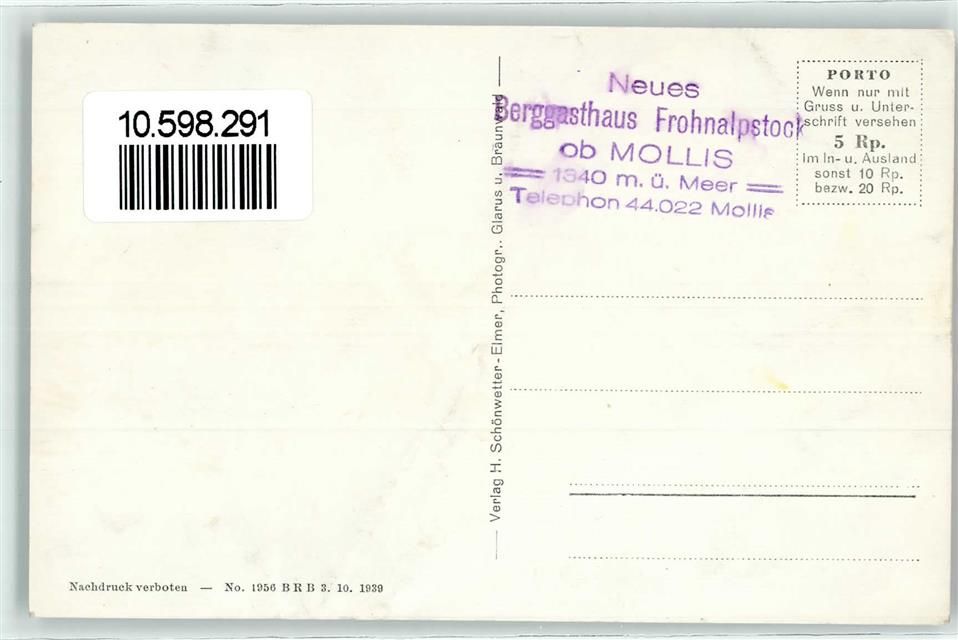 10.598.291
Neues
Berggasthaus Frohnalpstock
ob MOLLIS
1340 m. ü. Meer
Telephon 44.022 Mollis
PORTO
Wenn nur mit
Gruss u. Unter-
schrift versehen
5 Rp.
Im In- u. Ausland
sonst 10 Rp.
bezw. 20 Rp.
Verlag H. Schönwetter-Elmer, Photogr., Glarus u. Braunwald
Nachdruck verboten — No. 1956 BRB 3. 10. 1939